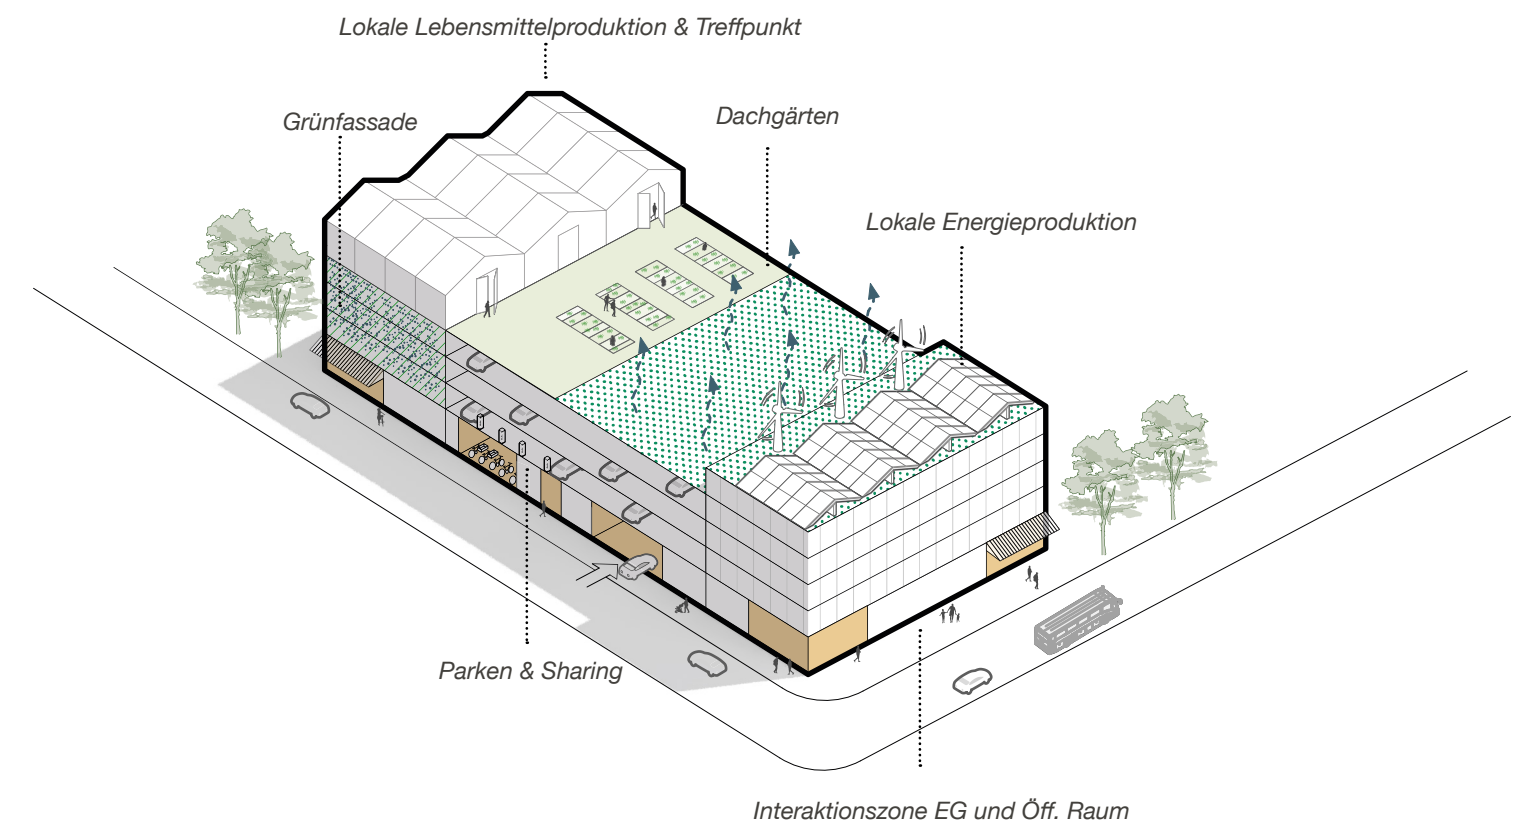 Lokale Lebensmittelproduktion & Treffpunkt
Grünfassade
Dachgärten
Lokale Energieproduktion
Parken & Sharing
Interaktionszone EG und Öff. Raum